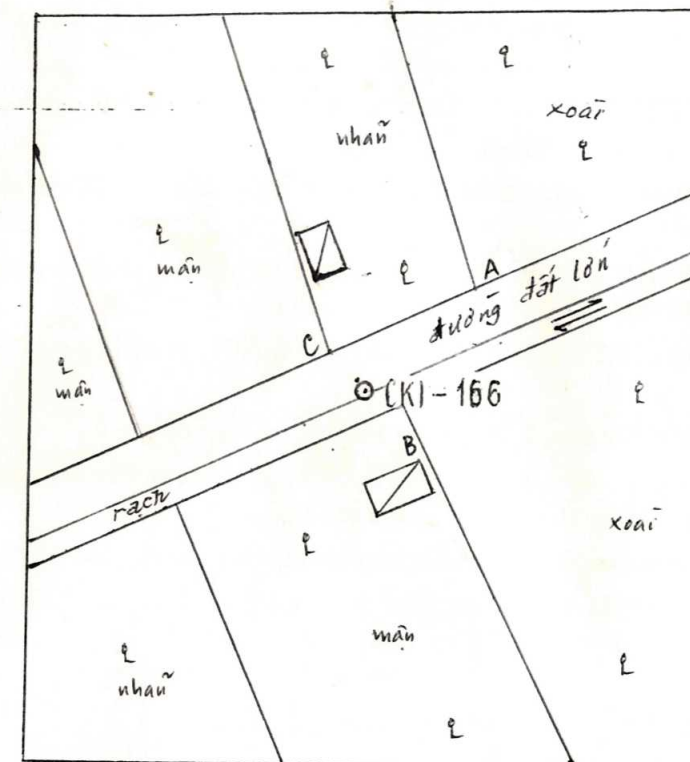 xoài
nhãn
mận
A
đường đất lớn
C
mận
CKI-166
B
rạch
xoài
mận
nhãn